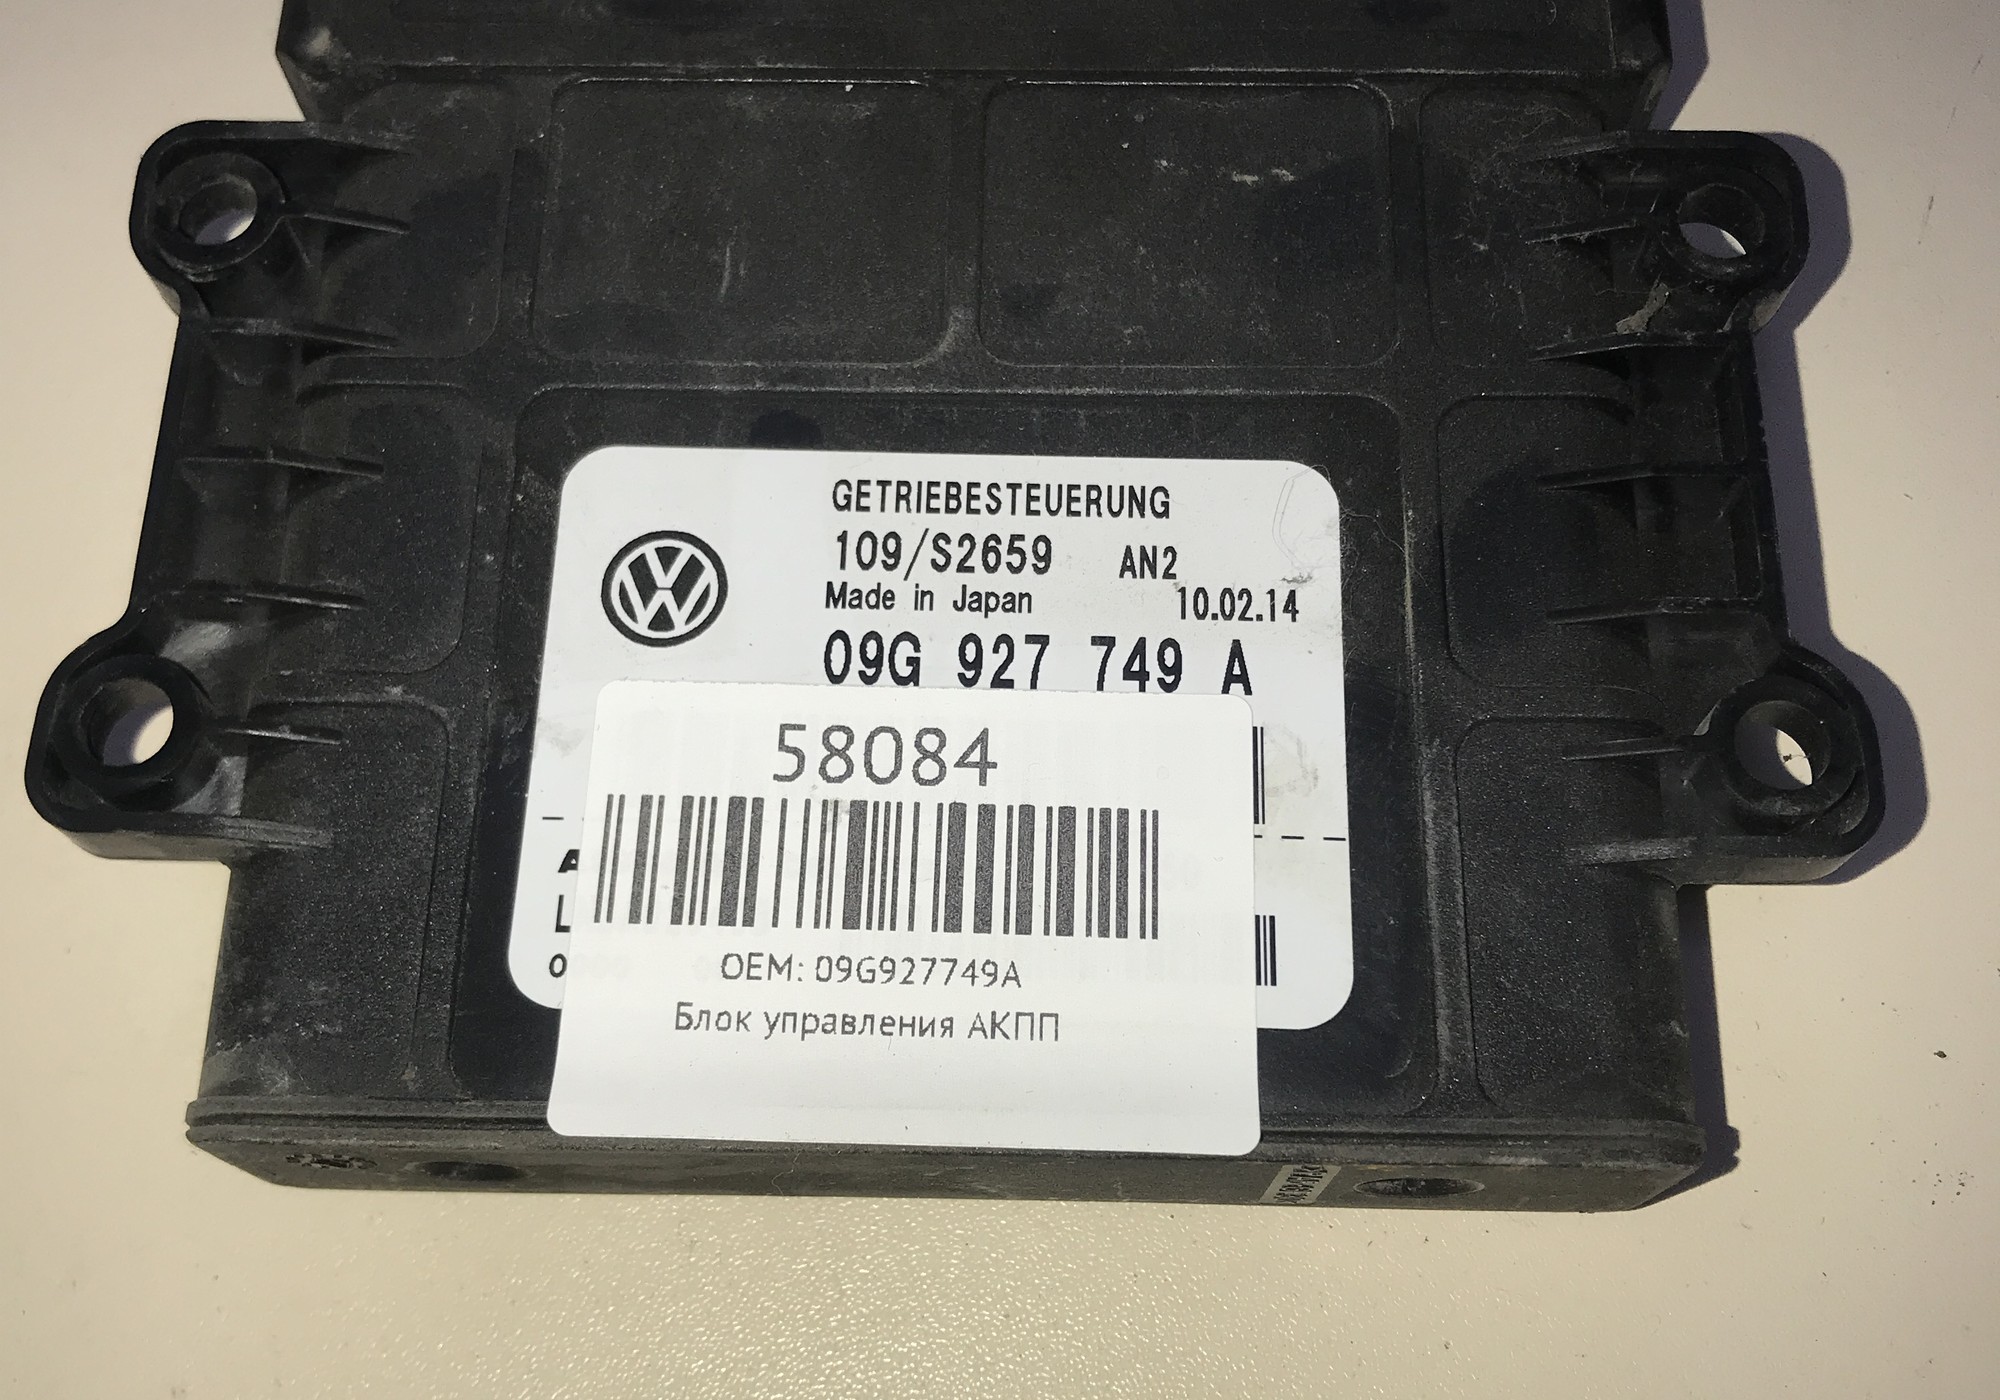 GETRIEBESTEUERUNG
109/S2659 AN2
Made in Japan 10.02.14
09G 927 749 A
58084
A
L
0
OEM: 09G927749A
Блок управления АКПП